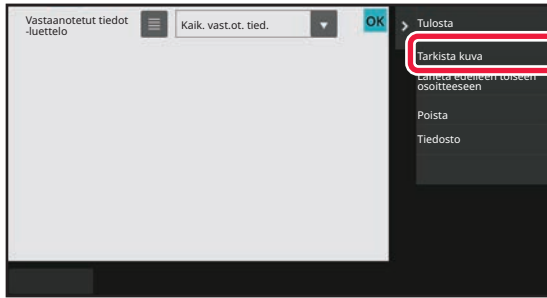 Vastaanotetut tiedot
-luettelo
Kaik. vast.ot. tied.
OK
Tulosta
Tarkista kuva
Lähetä edelleen toiseen
osoitteeseen
Poista
Tiedosto